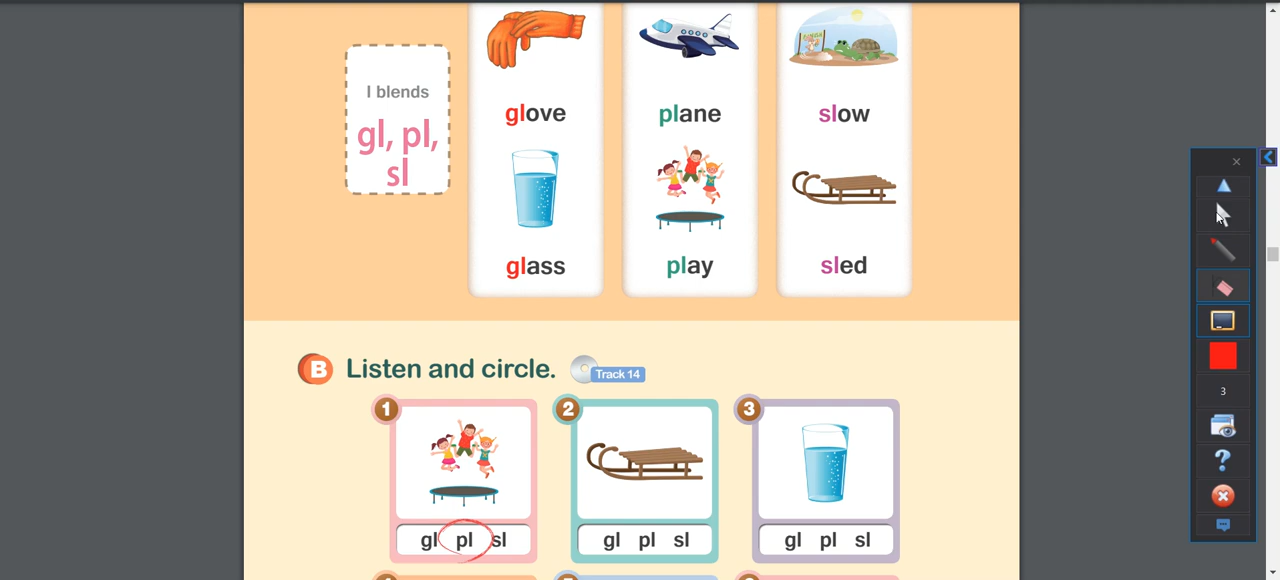 l blends
gl, pl,
sl
glove
plane
slow
glass
play
sled
B Listen and circle. Track 14
1
2
3
gl pl sl
gl pl sl
gl pl sl
3
?